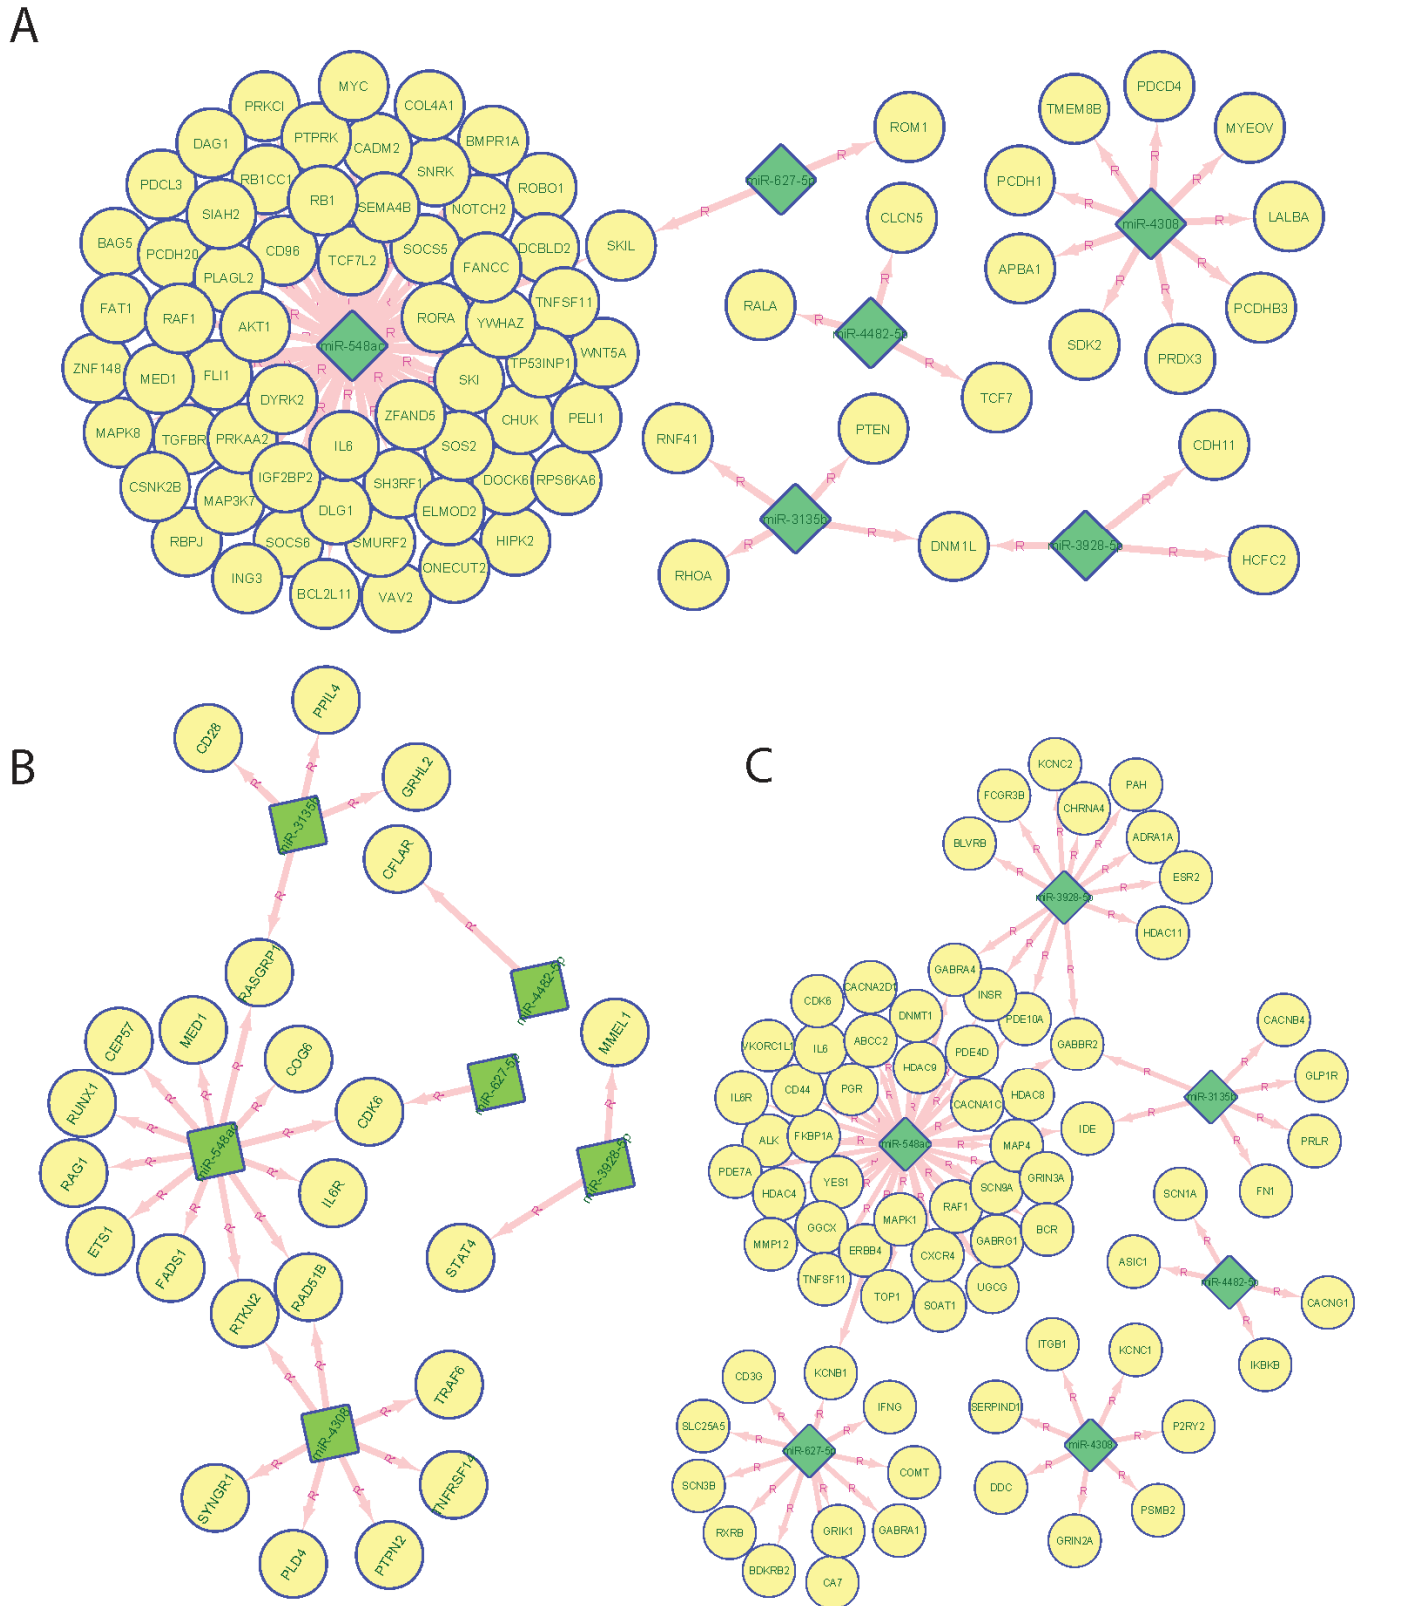 A
MYC
PRKCI
COL4A1
PTPRK
CADM2
BMPR1A
DAG1
SNRK
PDCL3
RB1CC1
RB1
SEMA4B
NOTCH2
ROBO1
SIAH2
BAG5
PCDH20
CD96
TCF7L2
SOCS5
FANCC
DCBLD2
SKIL
PLAGL2
FAT1
RAF1
AKT1
RORA
YWHAZ
TNFSF11
miR-548ac
ZNF148
MED1
FLI1
SKI
TP53INP1
WNT5A
DYRK2
ZFAND5
CHUK
PELI1
MAPK8
TGFBR
PRKAA2
IL6
SOS2
CSNK2B
MAP3K7
IGF2BP2
SH3RF1
DOCK6
RPS6KA6
DLG1
ELMOD2
RBPJ
SOCS6
SMURF2
HIPK2
ING3
BCL2L11
VAV2
ONECUT2
ROM1
miR-627-5p
R
R
CLCN5
RALA
miR-4482-5p
TCF7
R
R
R
PDCD4
TMEM8B
MYEOV
PCDH1
LALBA
miR-4308
APBA1
PCDHB3
SDK2
PRDX3
R
R
R
R
R
R
R
R
R
RNF41
PTEN
miR-3135b
RHOA
DNM1L
R
R
R
R
CDH11
miR-3928-5p
HCFC2
R
R
R
B
PPIL4
CD28
GRHL2
miR-3135b
R
R
R
R
CFLAR
R
miR-4482-5p
RASGRP1
MED1
CEP57
COG6
RUNX1
CDK6
miR-627-5p
R
MMEL1
R
miR-3928-5p
R
STAT4
miR-548ac
RAG1
IL6R
ETS1
FADS1
RTKN2
RAD51B
R
R
R
R
R
R
R
R
R
R
R
R
TRAF6
miR-4308
SYNGR1
TNFRSF14
PLD4
PTPN2
R
R
R
R
R
R
R
C
KCNC2
FCGR3B
CHRNA4
PAH
BLVRB
ADRA1A
ESR2
miR-3928-5p
HDAC11
R
R
R
R
R
R
R
R
R
R
R
R
GABRA4
INSR
PDE10A
GABBR2
CDK6
CACNA2D1
DNMT1
VKORC1L1
IL6
ABCC2
HDAC9
PDE4D
IL6R
CD44
PGR
CACNA1C
HDAC8
ALK
FKBP1A
miR-548ac
MAP4
IDE
PDE7A
HDAC4
YES1
SCN9A
GRIN3A
MMP12
GGCX
MAPK1
RAF1
BCR
ERBB4
CXCR4
GABRG1
TNFSF11
TOP1
SOAT1
UGCG
CACNB4
GLP1R
miR-3135b
PRLR
FN1
R
R
R
R
R
R
SCN1A
ASIC1
miR-4482-5p
CACNG1
IKBKB
R
R
R
R
KCNB1
CD3G
IFNG
SLC25A5
miR-627-5p
COMT
SCN3B
RXRB
GRIK1
GABRA1
BDKRB2
CA7
R
R
R
R
R
R
R
R
R
R
R
ITGB1
KCNC1
SERPIND1
P2RY2
miR-4308
DDC
PSMB2
GRIN2A
R
R
R
R
R
R
R